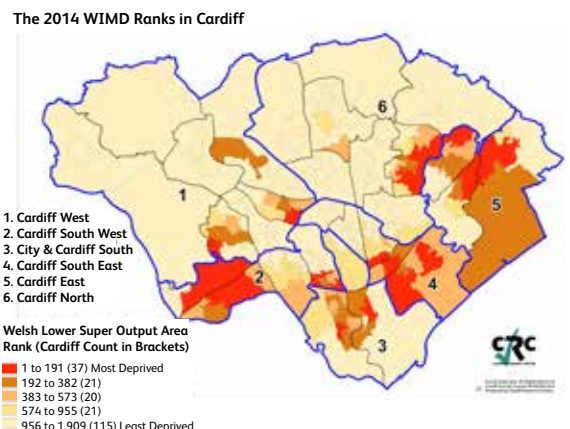 The 2014 WIMD Ranks in Cardiff
6
1
5
1. Cardiff West
2. Cardiff South West
3. City & Cardiff South
4. Cardiff South East
5. Cardiff East
6. Cardiff North
2
4
3
Welsh Lower Super Output Area
Rank (Cardiff Count in Brackets)
1 to 191 (37) Most Deprived
192 to 382 (21)
383 to 573 (20)
574 to 955 (21)
956 to 1,909 (115) Least Deprived
CRC